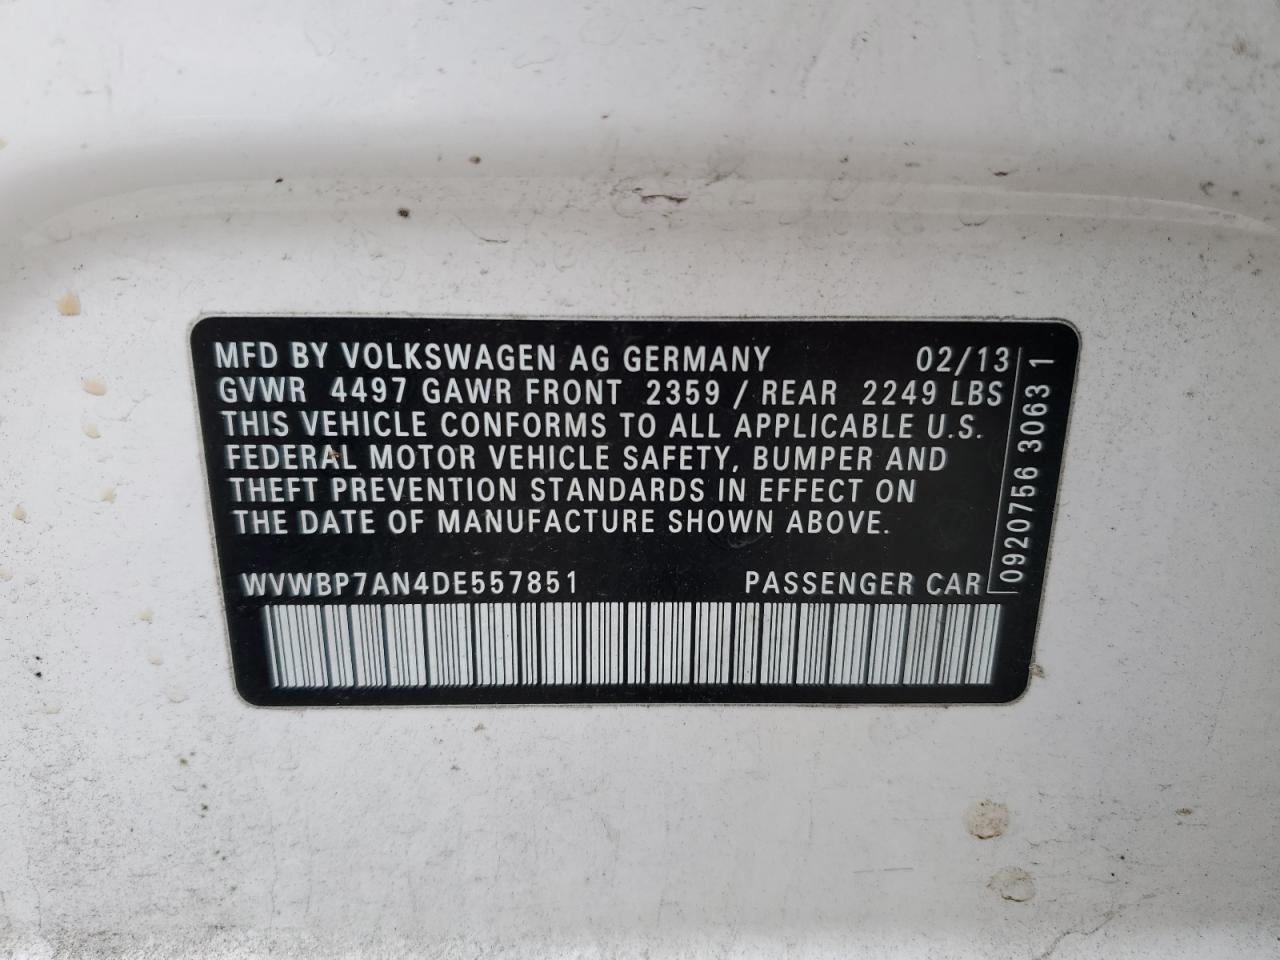 MFD BY VOLKSWAGEN AG GERMANY 02/13
GVWR 4497 GAWR FRONT 2359 / REAR 2249 LBS
THIS VEHICLE CONFORMS TO ALL APPLICABLE U.S.
FEDERAL MOTOR VEHICLE SAFETY, BUMPER AND
THEFT PREVENTION STANDARDS IN EFFECT ON
THE DATE OF MANUFACTURE SHOWN ABOVE.
WVWBP7AN4DE557851 PASSENGER CAR
0920756 3063 1